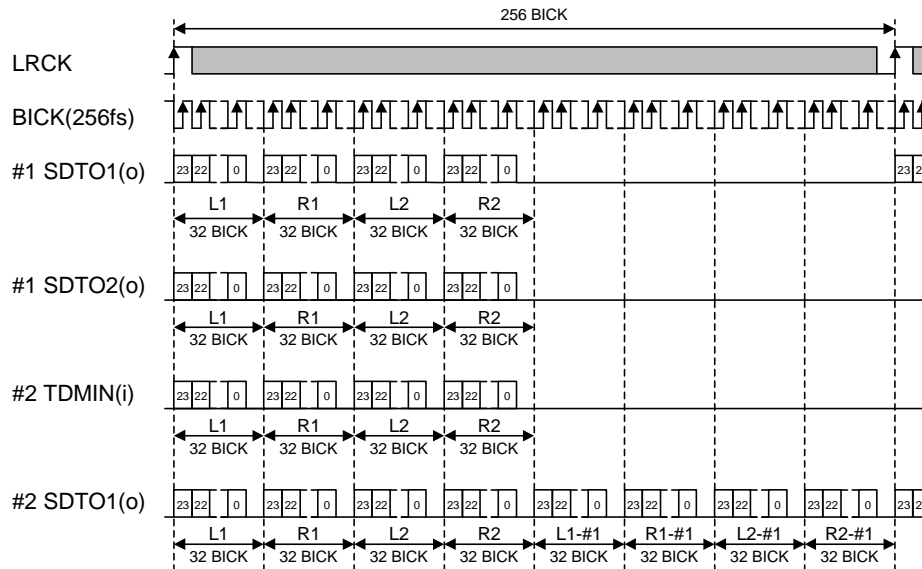 256 BICK
LRCK
BICK(256fs)
#1 SDTO1(o)
23 22 0 23 22 0 23 22 0 23 22 0 23 2
L1 R1 L2 R2
32 BICK 32 BICK 32 BICK 32 BICK
#1 SDTO2(o)
23 22 0 23 22 0 23 22 0 23 22 0
L1 R1 L2 R2
32 BICK 32 BICK 32 BICK 32 BICK
#2 TDMIN(i)
23 22 0 23 22 0 23 22 0 23 22 0
L1 R1 L2 R2
32 BICK 32 BICK 32 BICK 32 BICK
#2 SDTO1(o)
23 22 0 23 22 0 23 22 0 23 22 0 23 22 0 23 22 0 23 22 0 23 22 0 23 2
L1 R1 L2 R2 L1-#1 R1-#1 L2-#1 R2-#1
32 BICK 32 BICK 32 BICK 32 BICK 32 BICK 32 BICK 32 BICK 32 BICK